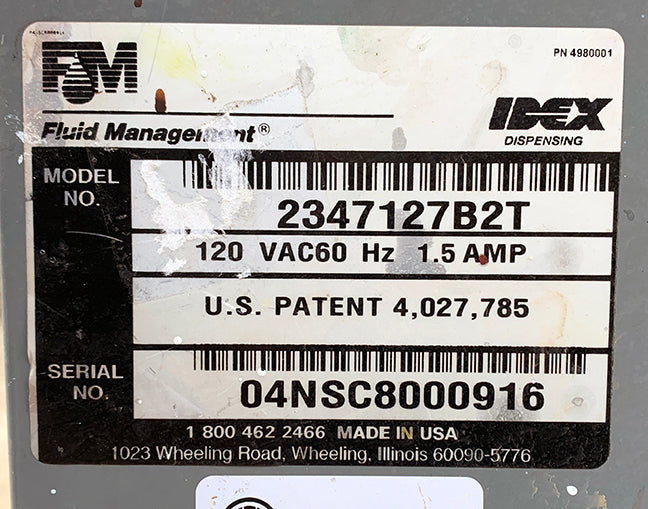 PN 4980001
FM
Fluid Management®
IDEX
DISPENSING
MODEL NO.
2347127B2T
120 VAC60 Hz 1.5 AMP
U.S. PATENT 4,027,785
SERIAL NO.
04NSC8000916
1 800 462 2466 MADE IN USA
1023 Wheeling Road, Wheeling, Illinois 60090-5776